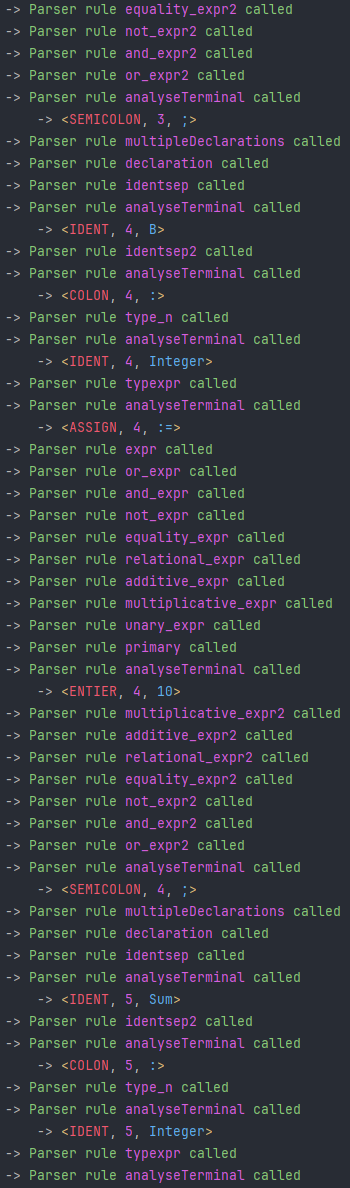 -> Parser rule equality_expr2 called
-> Parser rule not_expr2 called
-> Parser rule and_expr2 called
-> Parser rule or_expr2 called
-> Parser rule analyseTerminal called
-> <SEMICOLON, 3, ;>
-> Parser rule multipleDeclarations called
-> Parser rule declaration called
-> Parser rule identsep called
-> Parser rule analyseTerminal called
-> <IDENT, 4, B>
-> Parser rule identsep2 called
-> Parser rule analyseTerminal called
-> <COLON, 4, :>
-> Parser rule type_n called
-> Parser rule analyseTerminal called
-> <IDENT, 4, Integer>
-> Parser rule typexpr called
-> Parser rule analyseTerminal called
-> <ASSIGN, 4, :=>
-> Parser rule expr called
-> Parser rule or_expr called
-> Parser rule and_expr called
-> Parser rule not_expr called
-> Parser rule equality_expr called
-> Parser rule relational_expr called
-> Parser rule additive_expr called
-> Parser rule multiplicative_expr called
-> Parser rule unary_expr called
-> Parser rule primary called
-> Parser rule analyseTerminal called
-> <ENTIER, 4, 10>
-> Parser rule multiplicative_expr2 called
-> Parser rule additive_expr2 called
-> Parser rule relational_expr2 called
-> Parser rule equality_expr2 called
-> Parser rule not_expr2 called
-> Parser rule and_expr2 called
-> Parser rule or_expr2 called
-> Parser rule analyseTerminal called
-> <SEMICOLON, 4, ;>
-> Parser rule multipleDeclarations called
-> Parser rule declaration called
-> Parser rule identsep called
-> Parser rule analyseTerminal called
-> <IDENT, 5, Sum>
-> Parser rule identsep2 called
-> Parser rule analyseTerminal called
-> <COLON, 5, :>
-> Parser rule type_n called
-> Parser rule analyseTerminal called
-> <IDENT, 5, Integer>
-> Parser rule typexpr called
-> Parser rule analyseTerminal called